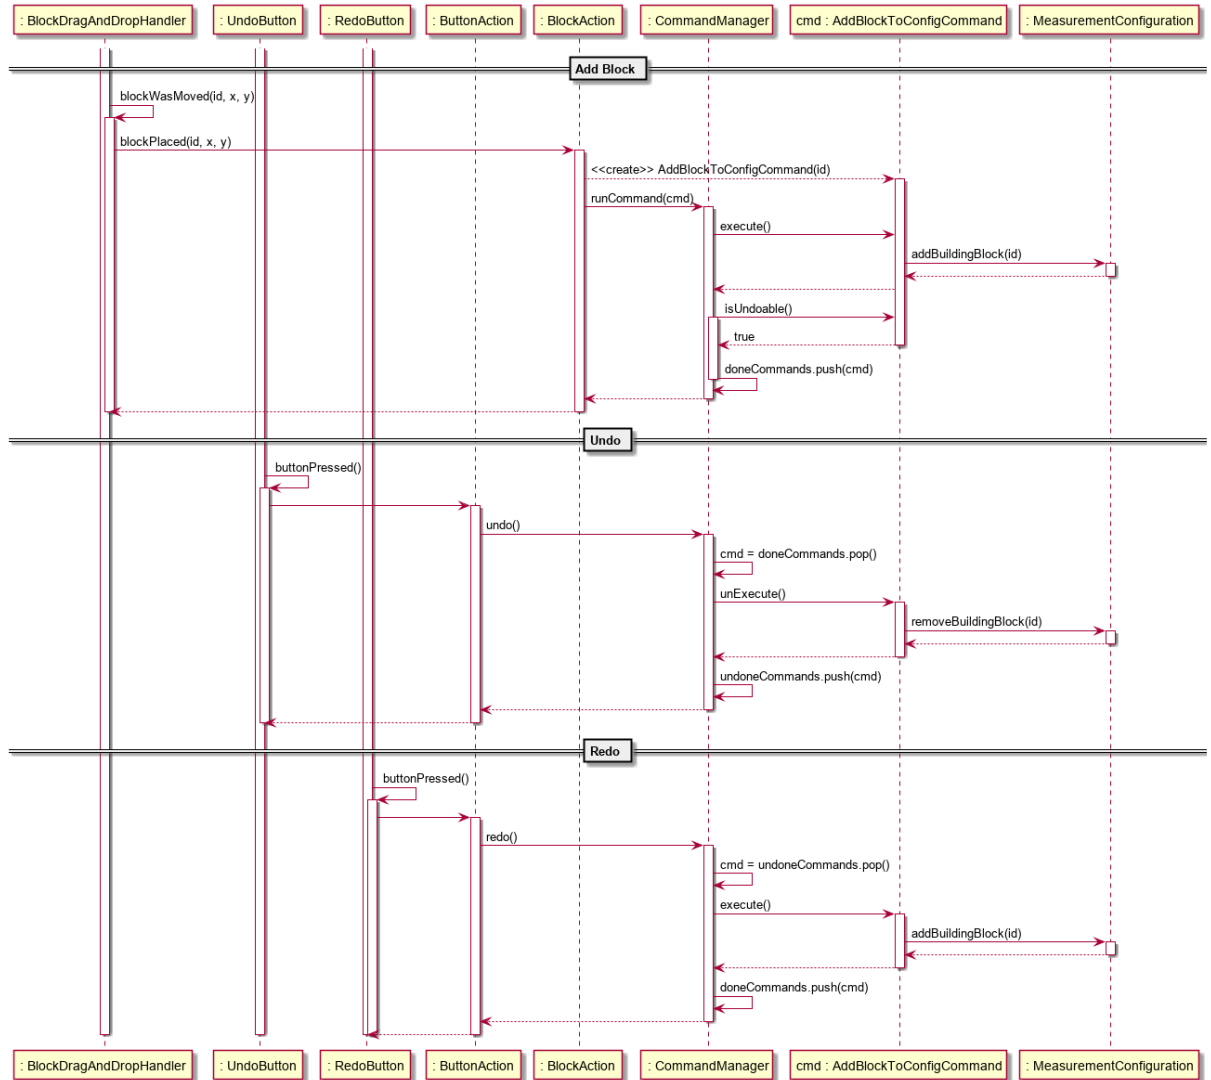 : BlockDragAndDropHandler
: UndoButton
: RedoButton
: ButtonAction
: BlockAction
: CommandManager
cmd : AddBlockToConfigCommand
: MeasurementConfiguration
Add Block
blockWasMoved(id, x, y)
blockPlaced(id, x, y)
<<create>> AddBlockToConfigCommand(id)
runCommand(cmd)
execute()
addBuildingBlock(id)
isUndoable()
true
doneCommands.push(cmd)
Undo
buttonPressed()
undo()
cmd = doneCommands.pop()
unExecute()
removeBuildingBlock(id)
undoneCommands.push(cmd)
Redo
buttonPressed()
redo()
cmd = undoneCommands.pop()
execute()
addBuildingBlock(id)
doneCommands.push(cmd)
: BlockDragAndDropHandler
: UndoButton
: RedoButton
: ButtonAction
: BlockAction
: CommandManager
cmd : AddBlockToConfigCommand
: MeasurementConfiguration